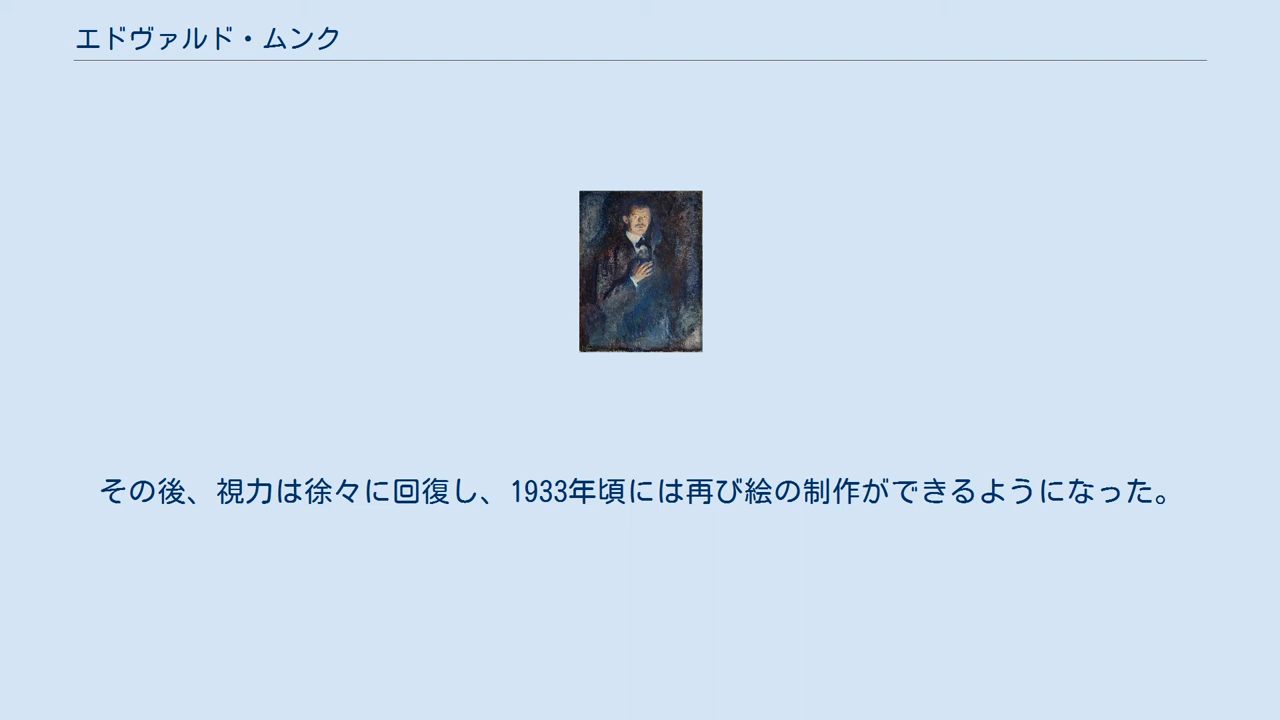 エドヴァルド・ムンク
その後、視力は徐々に回復し、1933年頃には再び絵の制作ができるようになった。